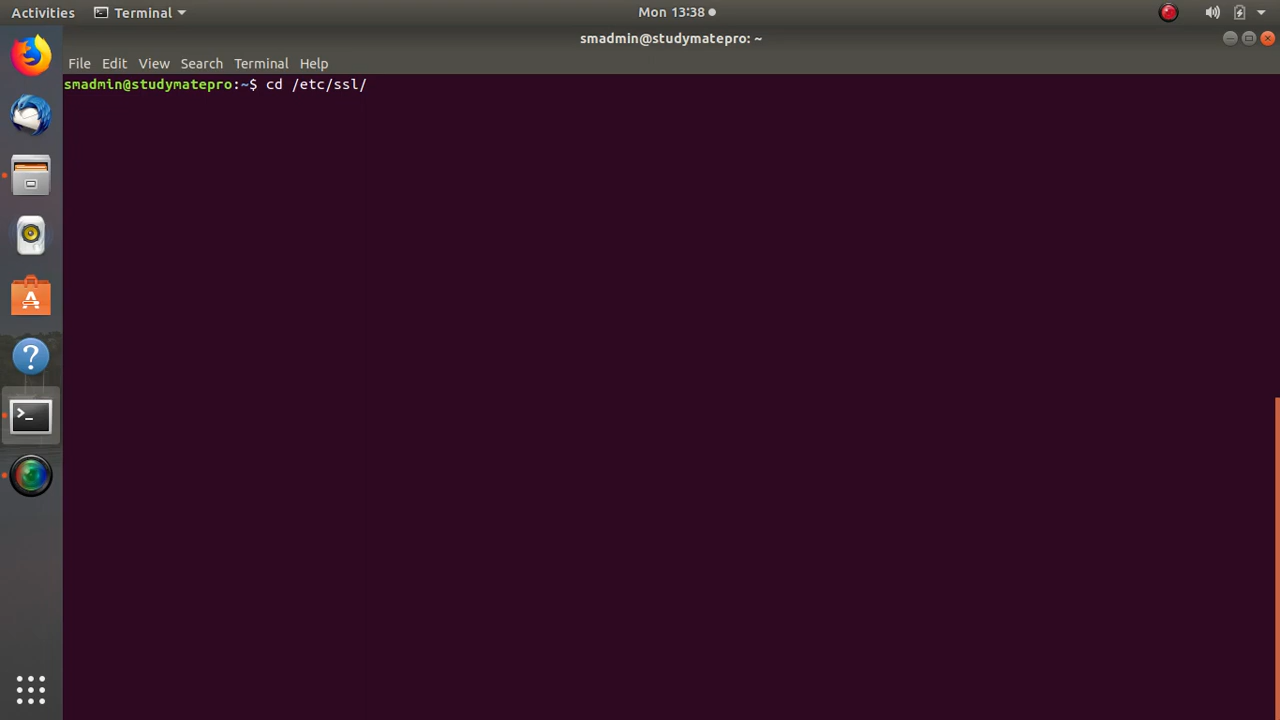 Activities Terminal Mon 13:38
smadmin@studymatepro: ~
File Edit View Search Terminal Help
smadmin@studymatepro:~$ cd /etc/ssl/